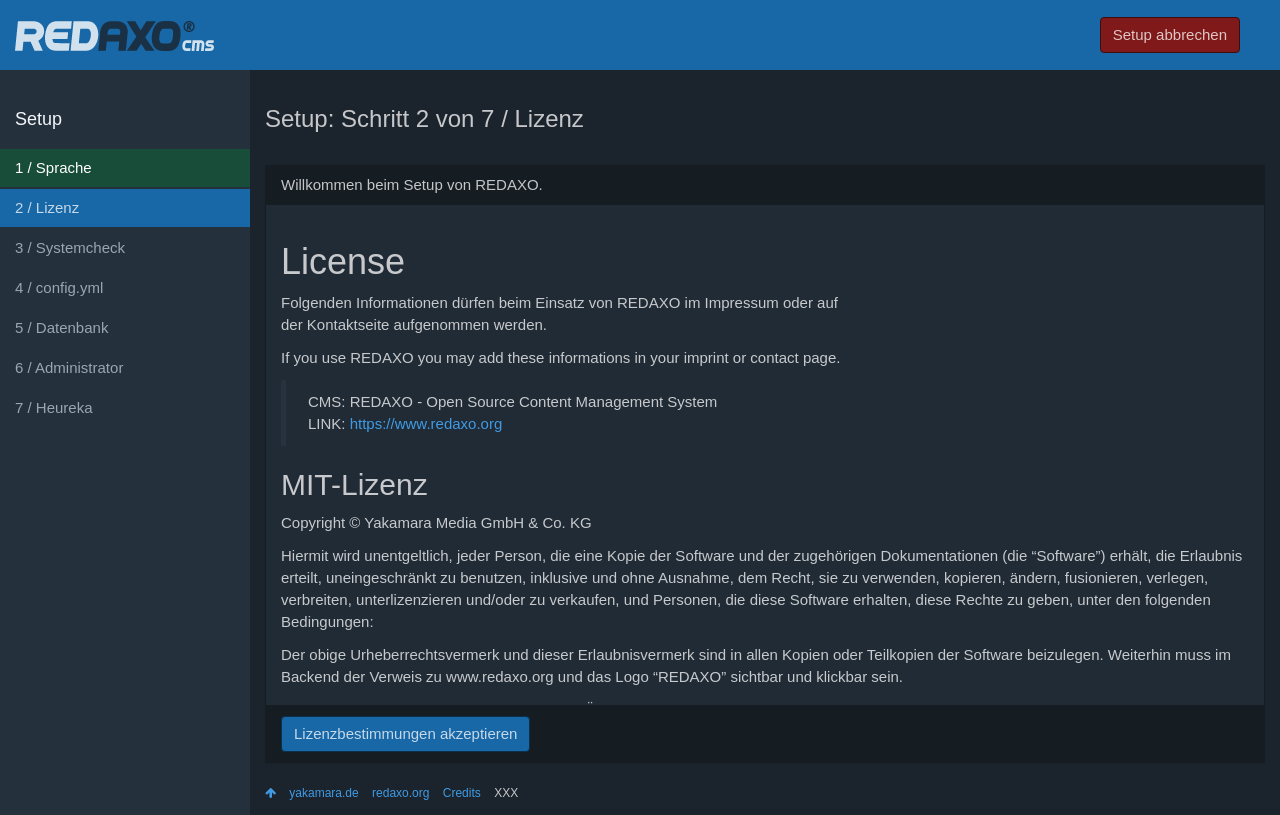 REDAXO® cms
Setup abbrechen
Setup
1 / Sprache
2 / Lizenz
3 / Systemcheck
4 / config.yml
5 / Datenbank
6 / Administrator
7 / Heureka
Setup: Schritt 2 von 7 / Lizenz
Willkommen beim Setup von REDAXO.
License
Folgenden Informationen dürfen beim Einsatz von REDAXO im Impressum oder auf
der Kontaktseite aufgenommen werden.
If you use REDAXO you may add these informations in your imprint or contact page.
CMS: REDAXO - Open Source Content Management System
LINK: https://www.redaxo.org
MIT-Lizenz
Copyright © Yakamara Media GmbH & Co. KG
Hiermit wird unentgeltlich, jeder Person, die eine Kopie der Software und der zugehörigen Dokumentationen (die “Software”) erhält, die Erlaubnis
erteilt, uneingeschränkt zu benutzen, inklusive und ohne Ausnahme, dem Recht, sie zu verwenden, kopieren, ändern, fusionieren, verlegen,
verbreiten, unterlizenzieren und/oder zu verkaufen, und Personen, die diese Software erhalten, diese Rechte zu geben, unter den folgenden
Bedingungen:
Der obige Urheberrechtsvermerk und dieser Erlaubnisvermerk sind in allen Kopien oder Teilkopien der Software beizulegen. Weiterhin muss im
Backend der Verweis zu www.redaxo.org und das Logo “REDAXO” sichtbar und klickbar sein.
Lizenzbestimmungen akzeptieren
yakamara.de redaxo.org Credits XXX